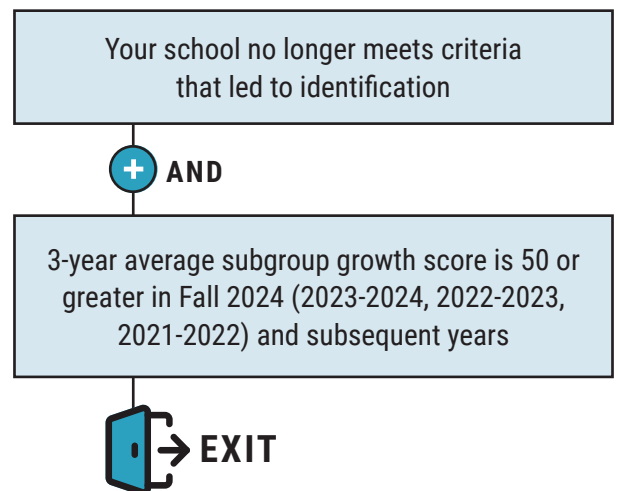 Your school no longer meets criteria
that led to identification
+ AND
3-year average subgroup growth score is 50 or
greater in Fall 2024 (2023-2024, 2022-2023,
2021-2022) and subsequent years
EXIT